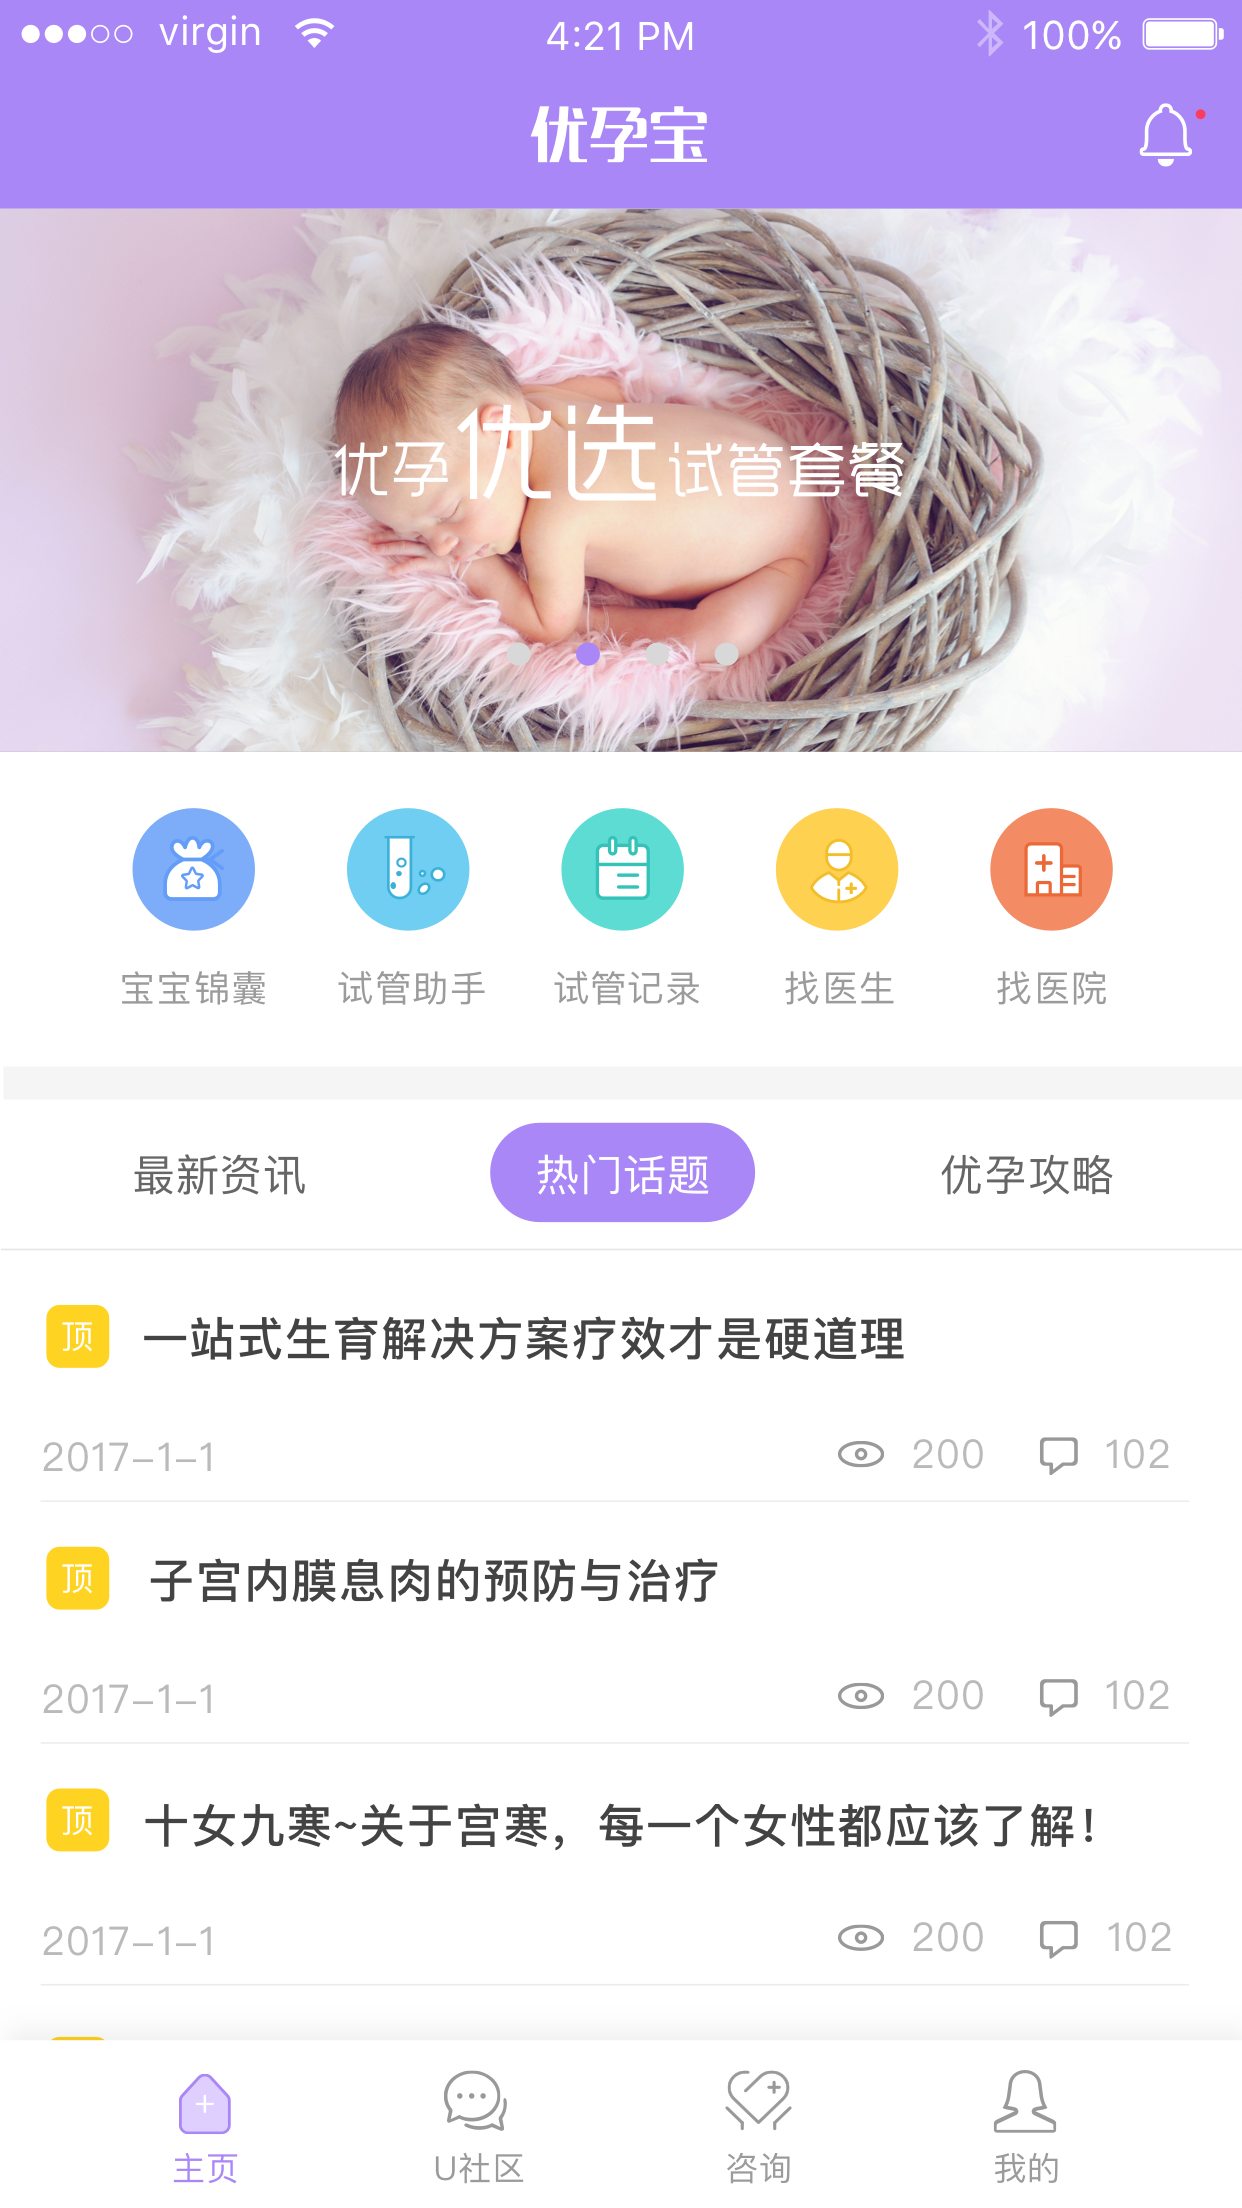 virgin 4:21 PM 100%
优孕宝
优孕优选试管套餐
宝宝锦囊 试管助手 试管记录 找医生 找医院
最新资讯 热门话题 优孕攻略
顶 一站式生育解决方案疗效才是硬道理
2017-1-1 200 102
顶 子宫内膜息肉的预防与治疗
2017-1-1 200 102
顶 十女九寒~关于宫寒，每一个女性都应该了解！
2017-1-1 200 102
主页 U社区 咨询 我的